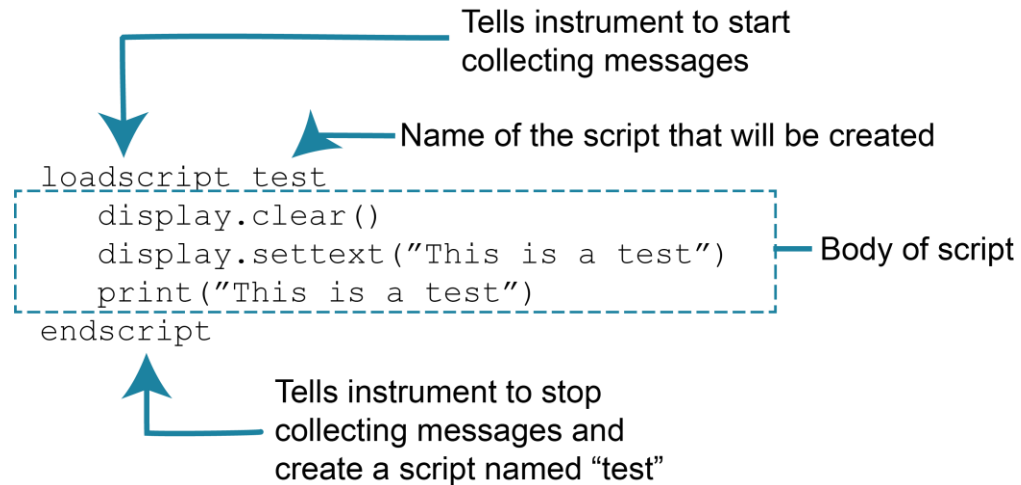 Tells instrument to start
collecting messages
Name of the script that will be created
loadscript test
display.clear()
display.settext(”This is a test”)
Body of script
print(”This is a test”)
endscript
Tells instrument to stop
collecting messages and
create a script named “test”